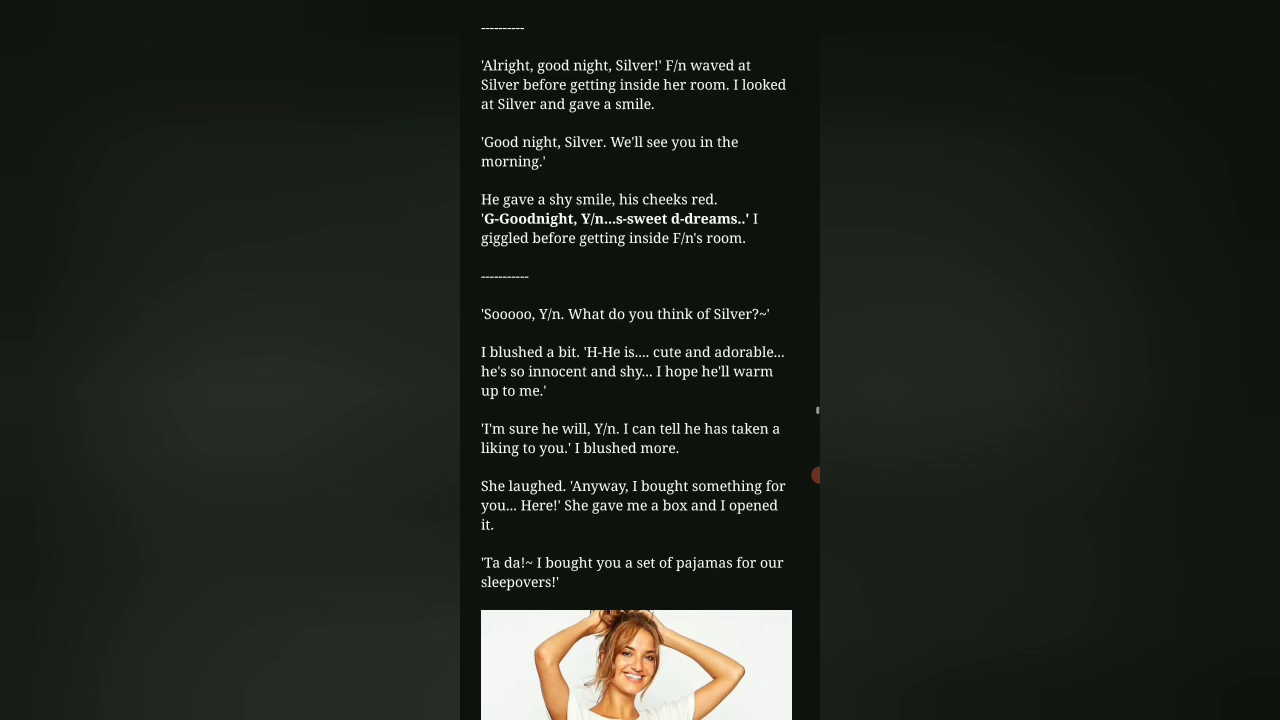 ----------
'Alright, good night, Silver!' F/n waved at
Silver before getting inside her room. I looked
at Silver and gave a smile.
'Good night, Silver. We'll see you in the
morning.'
He gave a shy smile, his cheeks red.
'G-Goodnight, Y/n...s-sweet d-dreams..' I
giggled before getting inside F/n's room.
-----------
'Sooooo, Y/n. What do you think of Silver?~'
I blushed a bit. 'H-He is.... cute and adorable...
he's so innocent and shy... I hope he'll warm
up to me.'
'I'm sure he will, Y/n. I can tell he has taken a
liking to you.' I blushed more.
She laughed. 'Anyway, I bought something for
you... Here!' She gave me a box and I opened
it.
'Ta da!~ I bought you a set of pajamas for our
sleepovers!'